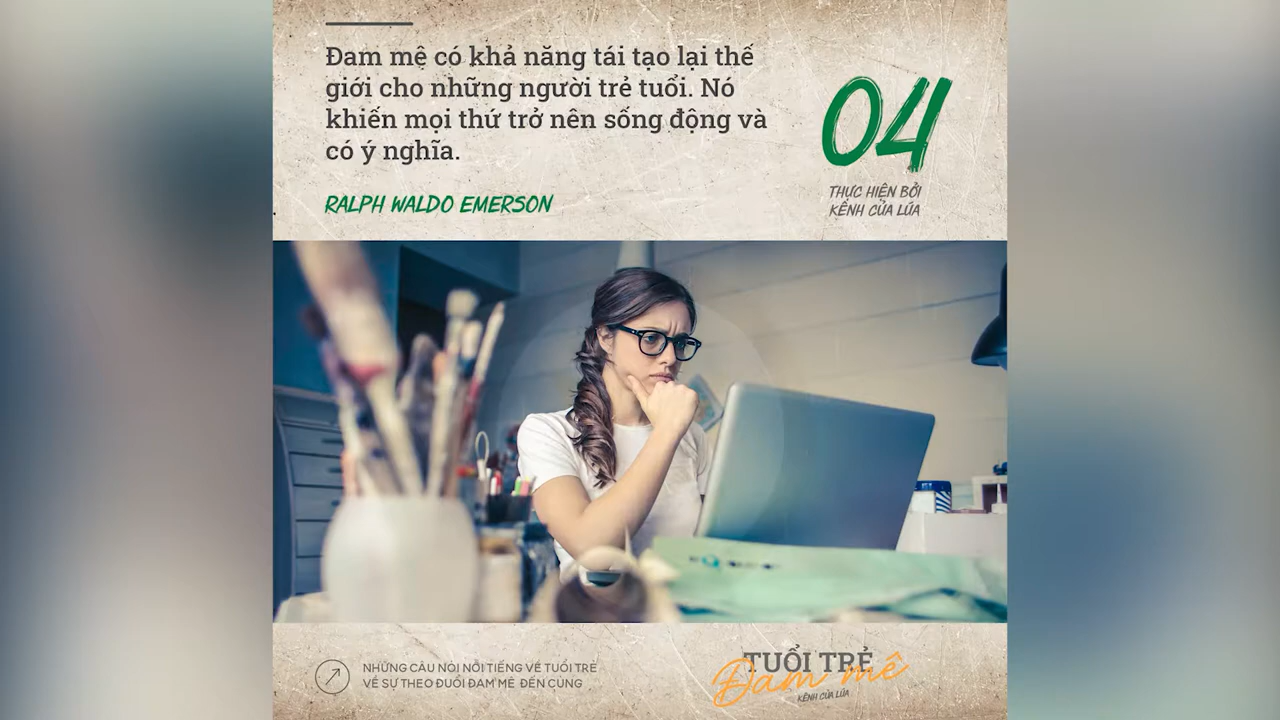 Đam mê có khả năng tái tạo lại thế
giới cho những người trẻ tuổi. Nó
khiến mọi thứ trở nên sống động và
có ý nghĩa.
RALPH WALDO EMERSON
04
THỰC HIỆN BỞI
KÊNH CỦA LÚA
NHỮNG CÂU NÓI NỔI TIẾNG VỀ TUỔI TRẺ
VỀ SỰ THEO ĐUỔI ĐAM MÊ ĐẾN CÙNG
TUỔI TRẺ
Đam mê
KÊNH CỦA LÚA